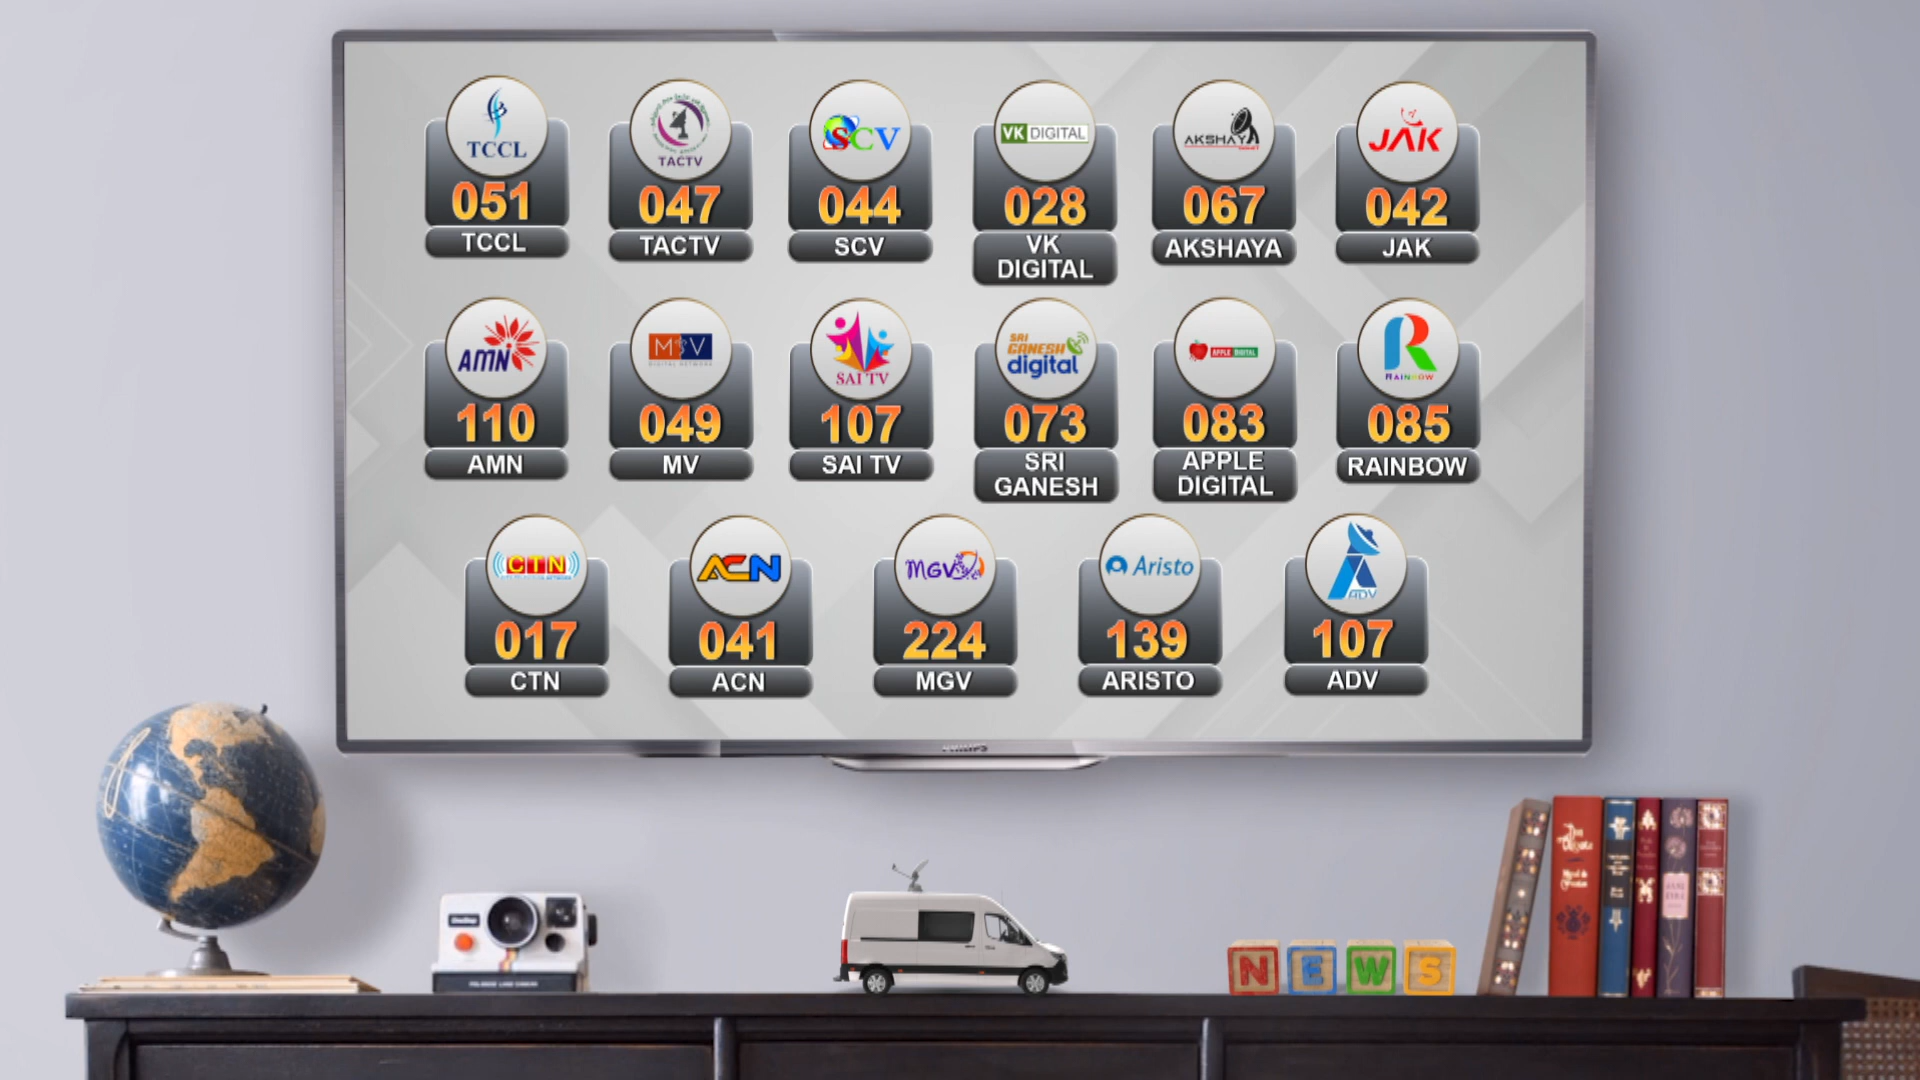 TCCL
051
TCCL
TACTV
047
TACTV
SCV
044
SCV
VK DIGITAL
028
VK
DIGITAL
AKSHAYA
067
AKSHAYA
JAK
042
JAK
AMN
110
AMN
MV
049
MV
SAI TV
107
SAI TV
SRI
GANESH
digital
073
SRI
GANESH
APPLE DIGITAL
083
APPLE
DIGITAL
RAINBOW
085
RAINBOW
CTN
017
CTN
ACN
041
ACN
MGV
224
MGV
Aristo
139
ARISTO
ADV
107
ADV
PHILIPS
NEWS